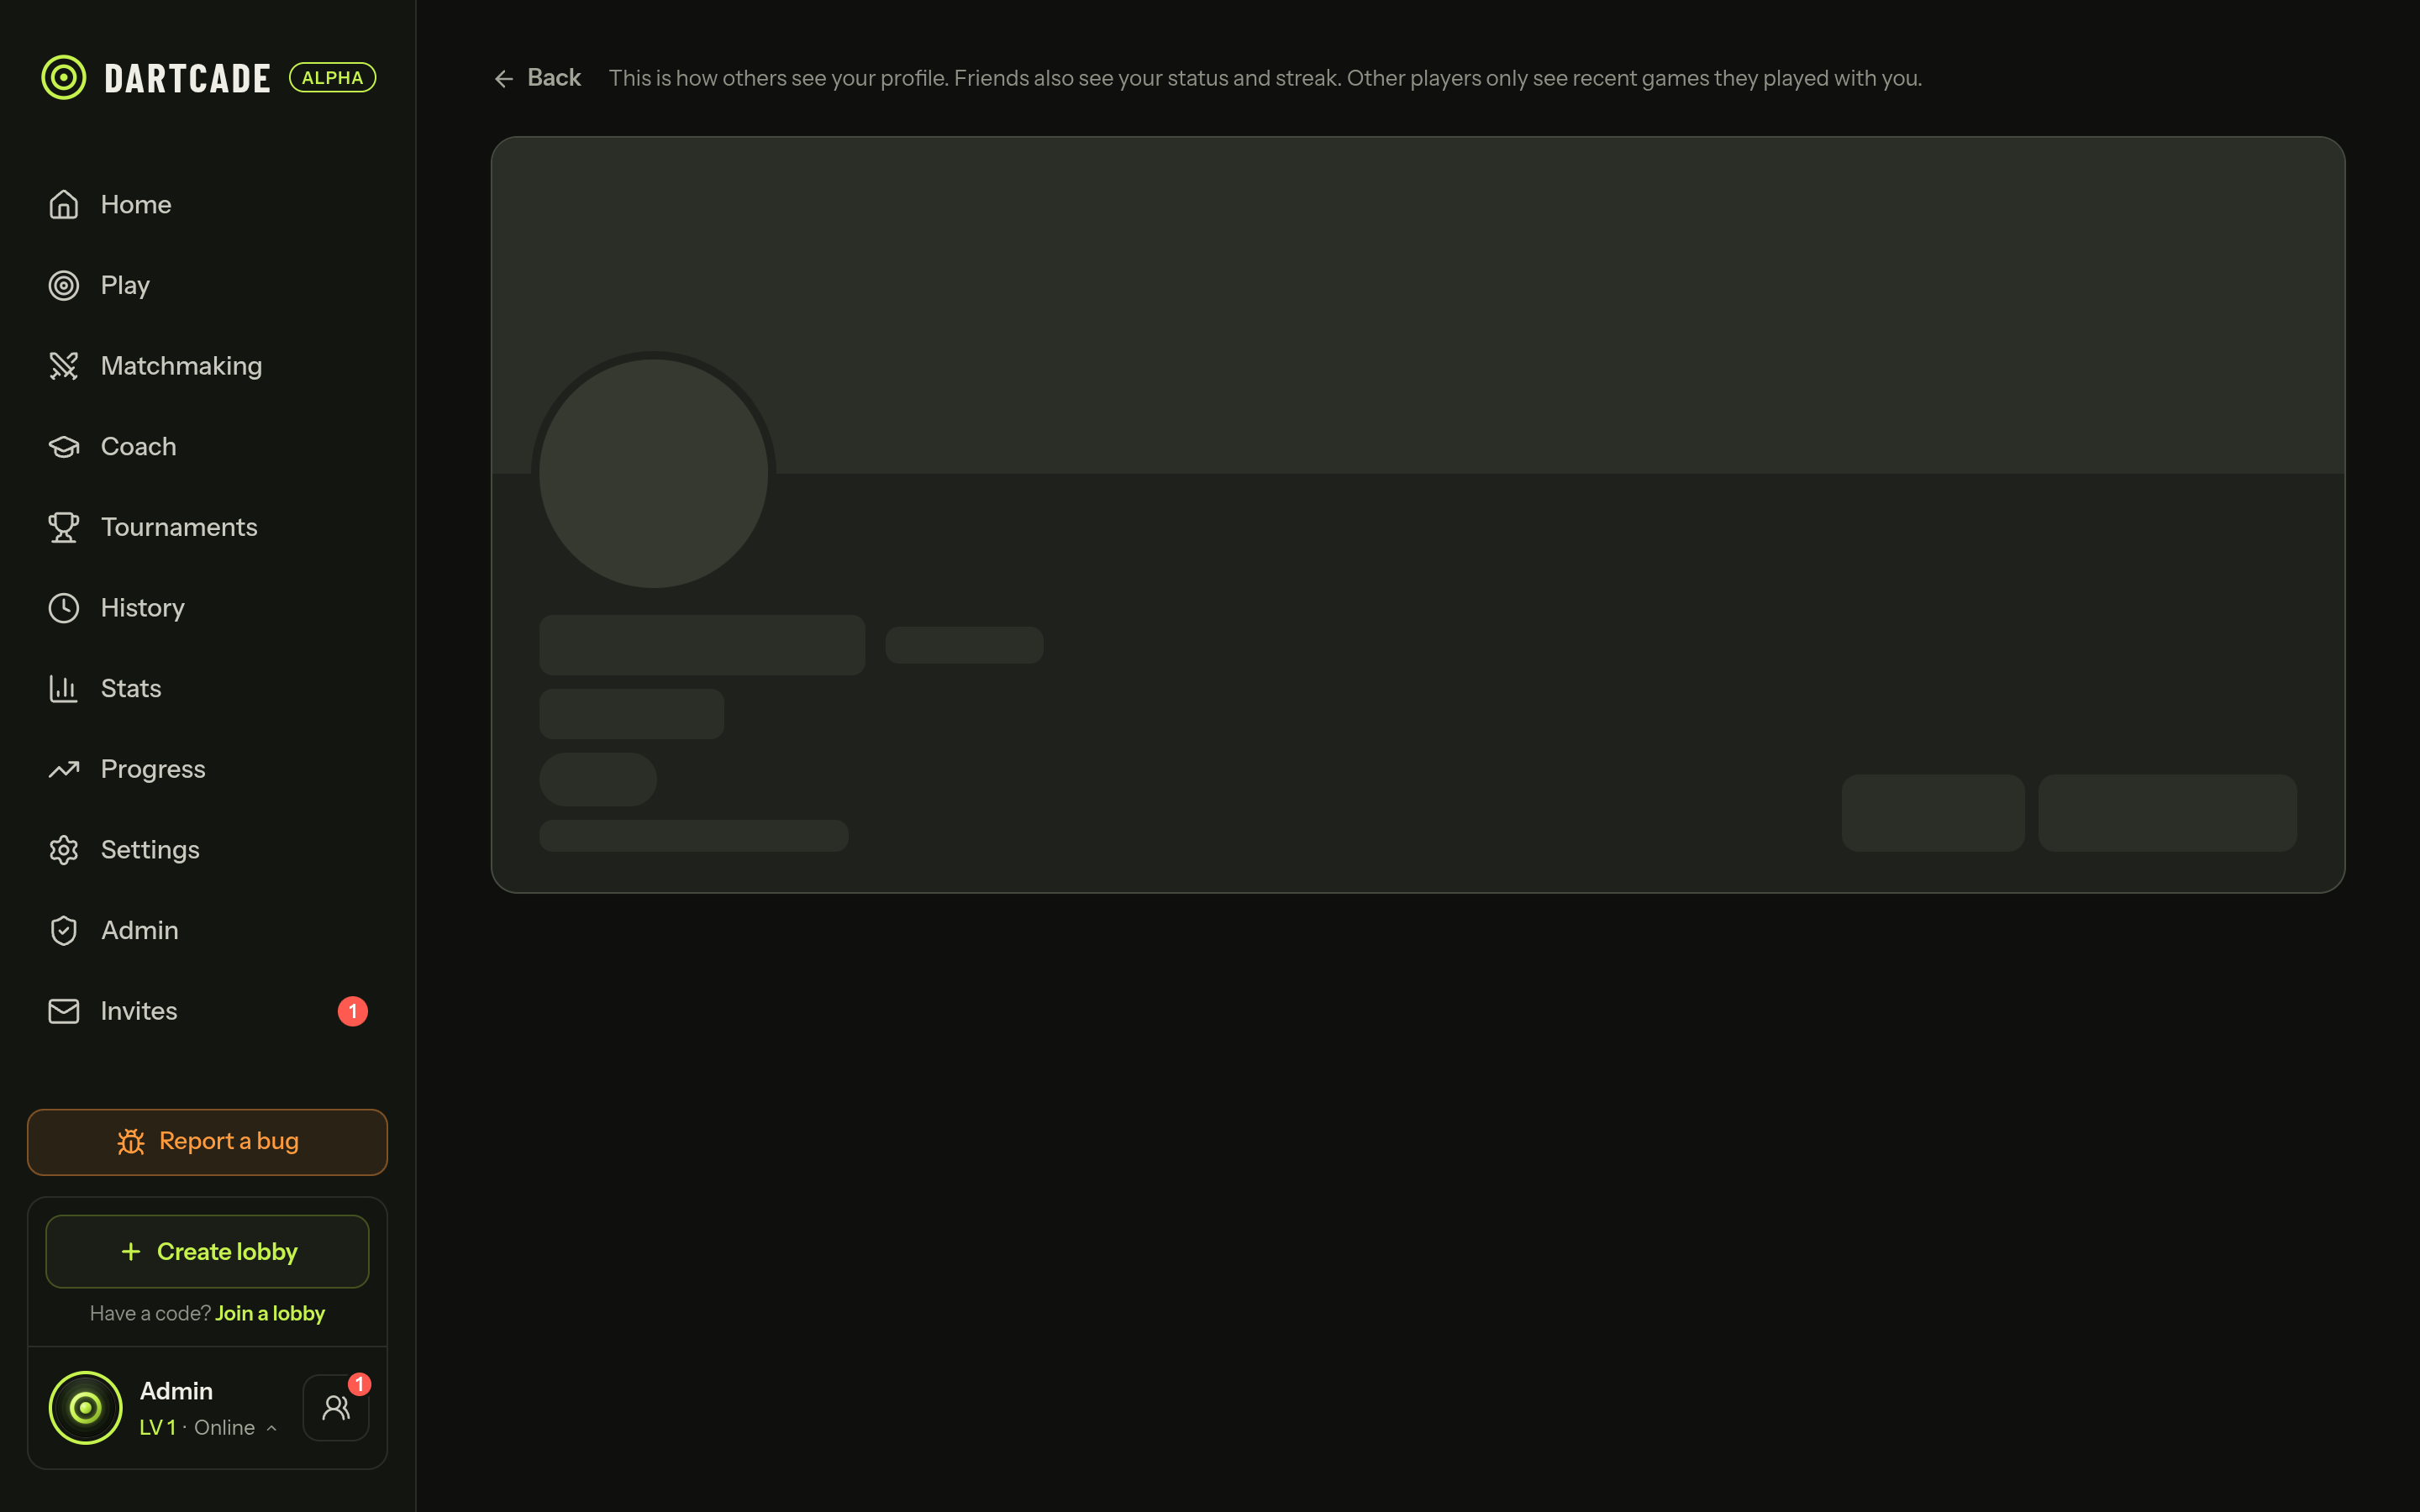 DARTCADE ALPHA
Home
Play
Matchmaking
Coach
Tournaments
History
Stats
Progress
Settings
Admin
Invites 1
Report a bug
+ Create lobby
Have a code? Join a lobby
Admin
LV 1 · Online
1
Back
This is how others see your profile. Friends also see your status and streak. Other players only see recent games they played with you.